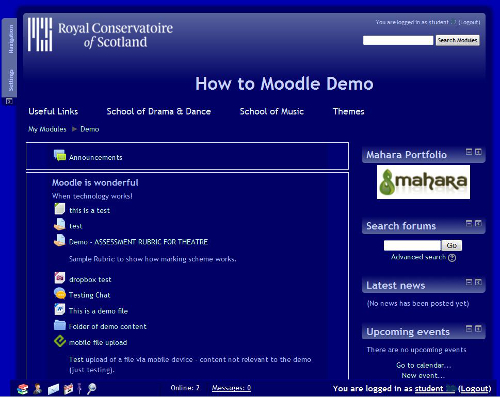 Navigation
Settings
Royal Conservatoire
of Scotland
You are logged in as student - 1 (Logout)
Search Modules
How to Moodle Demo
Useful Links
School of Drama & Dance
School of Music
Themes
My Modules ► Demo
Announcements
Moodle is wonderful
When technology works!
this is a test
test
Demo - ASSESSMENT RUBRIC FOR THEATRE
Sample Rubric to show how marking scheme works.
dropbox test
Testing Chat
This is a demo file
Folder of demo content
mobile file upload
Test upload of a file via mobile device - content not relevant to the demo
(just testing).
Mahara Portfolio
mahara
Search forums
Go
Advanced search ?
Latest news
(No news has been posted yet)
Upcoming events
There are no upcoming events
Go to calendar...
New event...
Online: ?
Messages: 0
You are logged in as student (Logout)